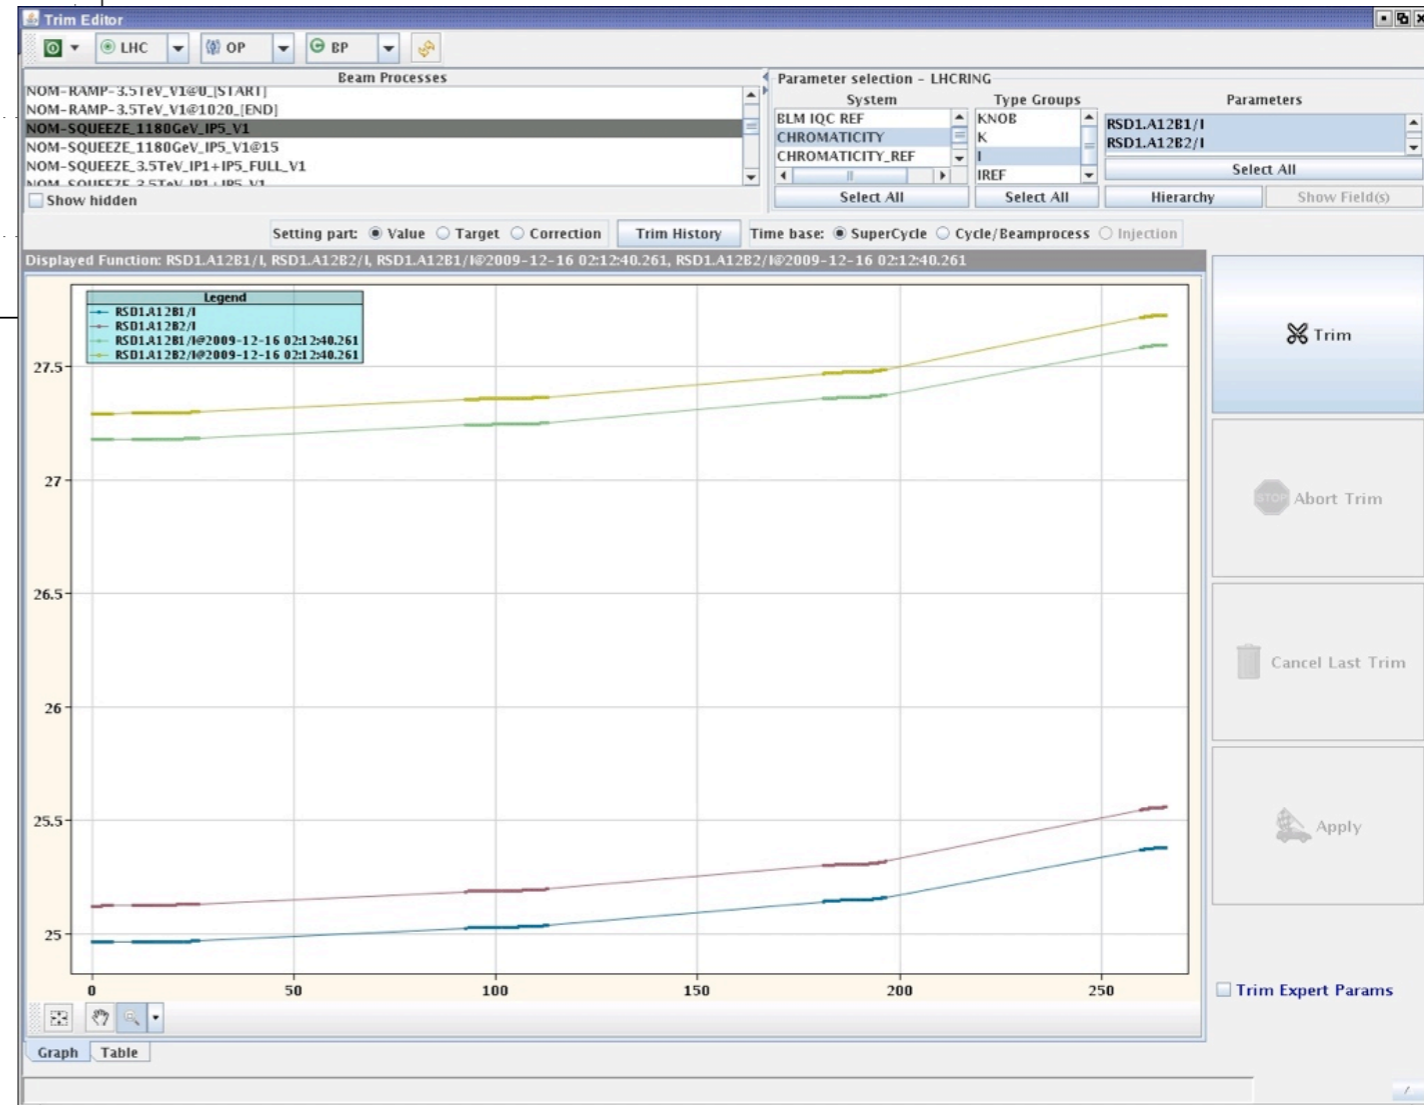 Trim Editor
LHC OP BP
Beam Processes
NOM-RAMP-3.5TeV_V1@0_[START]
NOM-RAMP-3.5TeV_V1@1020_[END]
NOM-SQUEEZE_1180GeV_IP5_V1
NOM-SQUEEZE_1180GeV_IP5_V1@15
NOM-SQUEEZE_3.5TeV_IP1+IP5_FULL_V1
NOM-SQUEEZE_3.5TeV_IP1+IP5_V1
Show hidden
Parameter selection - LHCRING
System
BLM IQC REF
CHROMATICITY
CHROMATICITY_REF
Select All
Type Groups
KNOB
K
I
IREF
Select All
Parameters
RSD1.A12B1/I
RSD1.A12B2/I
Select All
Hierarchy Show Field(s)
Setting part: Value Target Correction Trim History Time base: SuperCycle Cycle/Beamprocess Injection
Displayed Function: RSD1.A12B1/I, RSD1.A12B2/I, RSD1.A12B1/I@2009-12-16 02:12:40.261, RSD1.A12B2/I@2009-12-16 02:12:40.261
Legend
RSD1.A12B1/I
RSD1.A12B2/I
RSD1.A12B1/I@2009-12-16 02:12:40.261
RSD1.A12B2/I@2009-12-16 02:12:40.261
27.5
27
26.5
26
25.5
25
0 50 100 150 200 250
Trim
STOP Abort Trim
Cancel Last Trim
Apply
Trim Expert Params
Graph Table